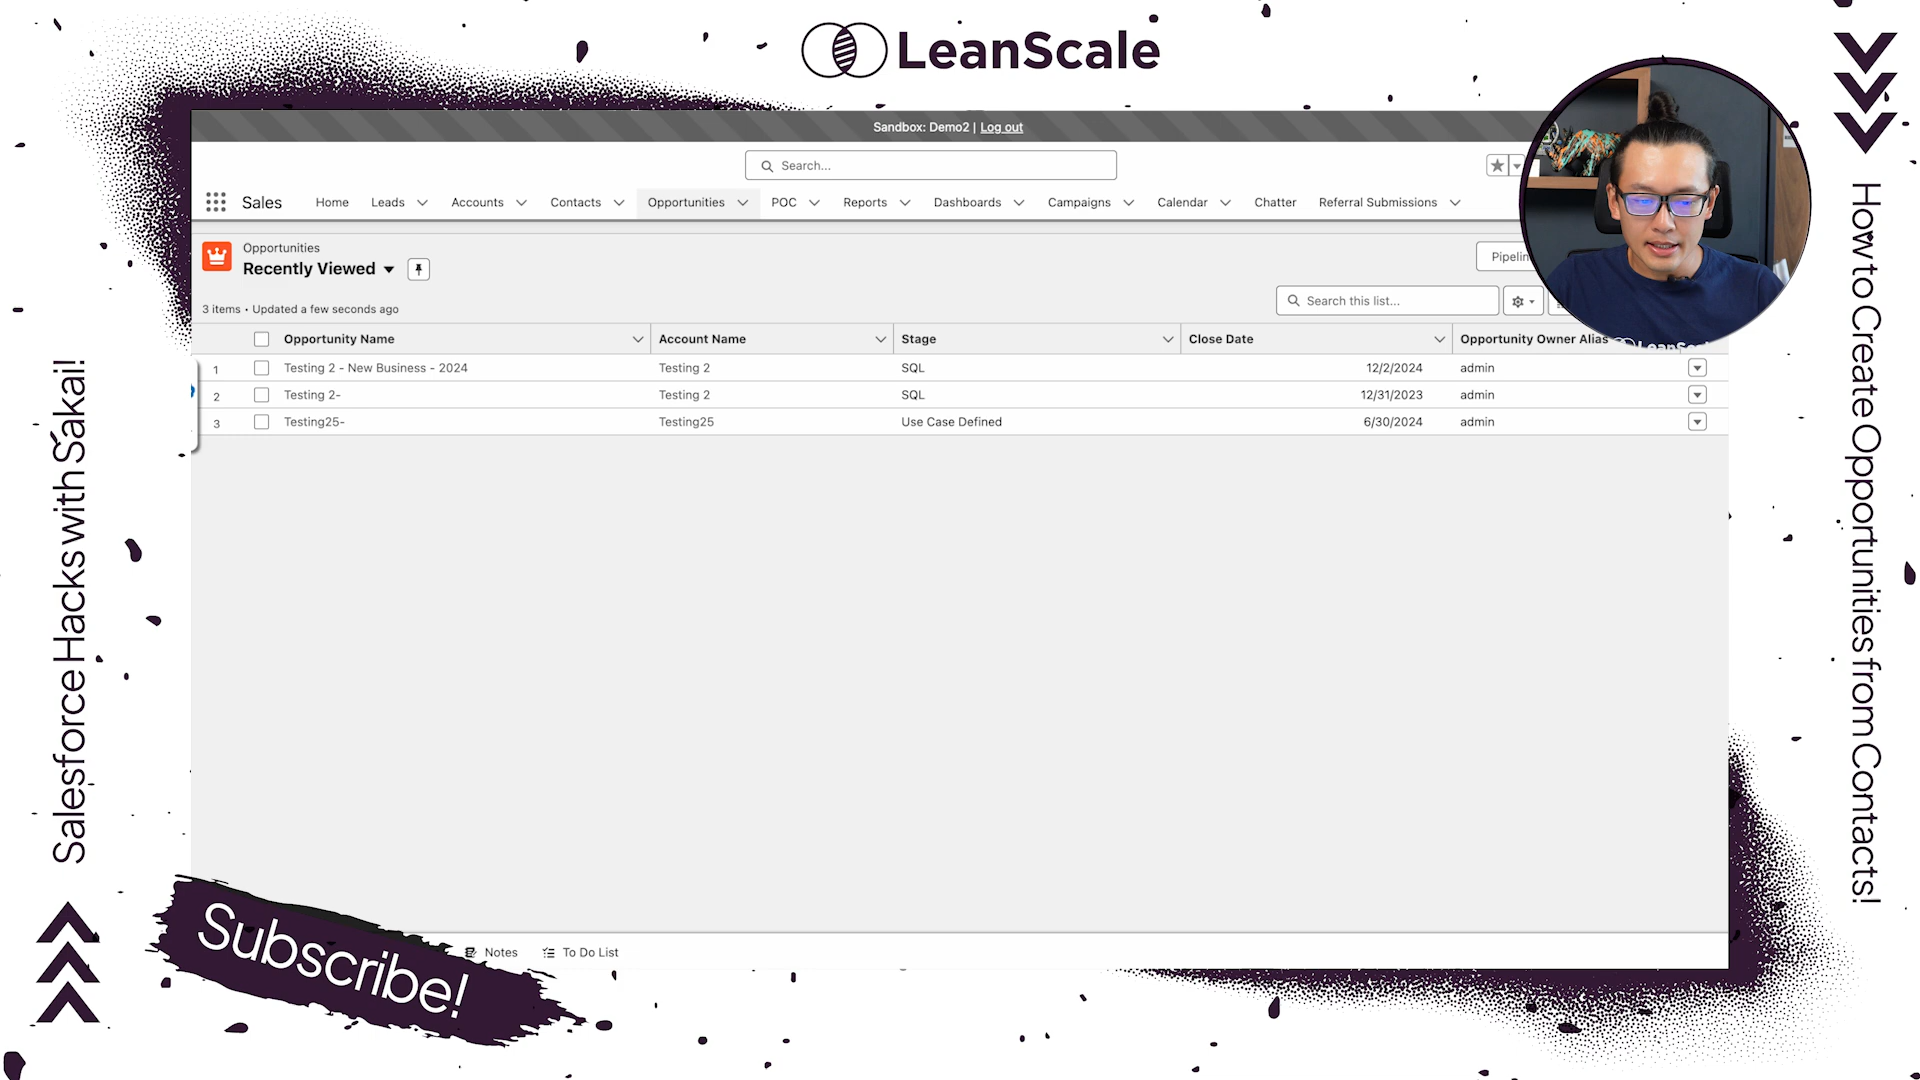 LeanScale
Sandbox: Demo2 | Log out
Search...
Sales Home Leads Accounts Contacts Opportunities POC Reports Dashboards Campaigns Calendar Chatter Referral Submissions
Opportunities
Recently Viewed
Pipelin
3 items • Updated a few seconds ago
Search this list...
Opportunity Name Account Name Stage Close Date Opportunity Owner Alias
1 Testing 2 - New Business - 2024 Testing 2 SQL 12/2/2024 admin
2 Testing 2- Testing 2 SQL 12/31/2023 admin
3 Testing25- Testing25 Use Case Defined 6/30/2024 admin
Notes To Do List
Salesforce Hacks with Sakai!
How to Create Opportunities from Contacts!
Subscribe!